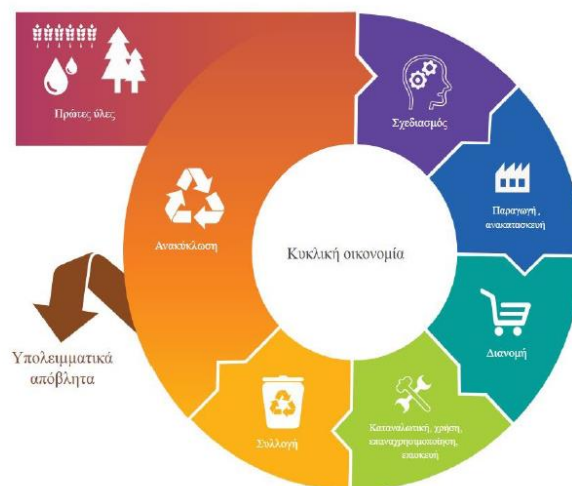 Πρώτες ύλες
Σχεδιασμός
Παραγωγή,
ανακατασκευή
Διανομή
Καταναλωτική, χρήση,
επαναχρησιμοποίηση,
επισκευή
Συλλογή
Ανακύκλωση
Υπολειμματικά
απόβλητα
Κυκλική οικονομία